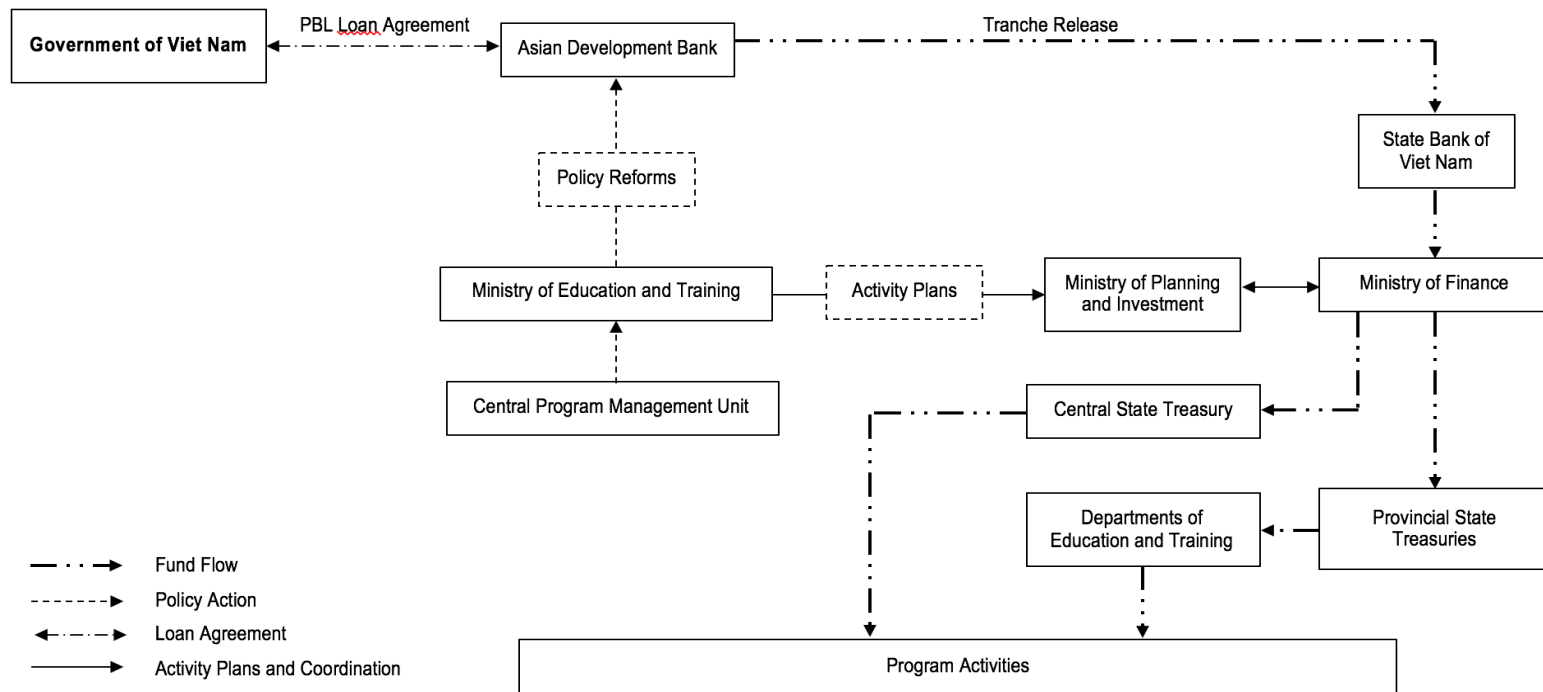 Government of Viet Nam
PBL Loan Agreement
Asian Development Bank
Tranche Release
State Bank of
Viet Nam
Policy Reforms
Ministry of Education and Training
Activity Plans
Ministry of Planning
and Investment
Ministry of Finance
Central Program Management Unit
Central State Treasury
Departments of
Education and Training
Provincial State
Treasuries
Fund Flow
Policy Action
Loan Agreement
Activity Plans and Coordination
Program Activities